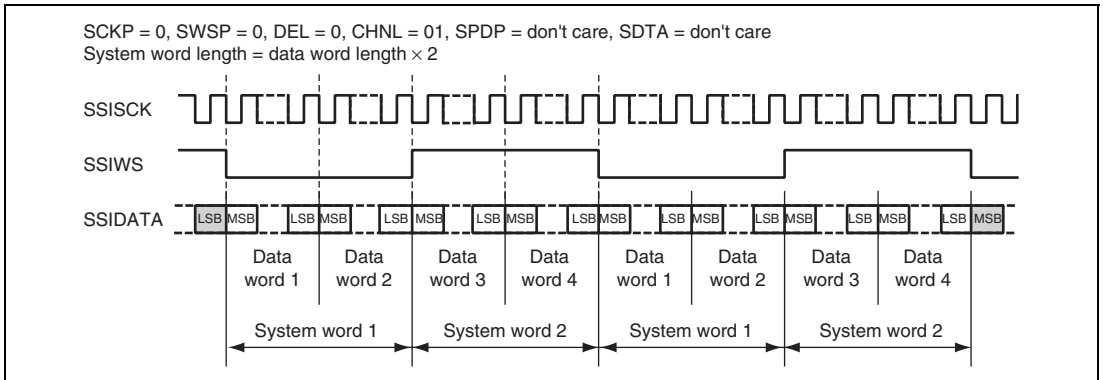 SCKP = 0, SWSP = 0, DEL = 0, CHNL = 01, SPDP = don't care, SDTA = don't care
System word length = data word length × 2
SSISCK
SSIWS
SSIDATA
LSB MSB LSB MSB LSB MSB LSB MSB LSB MSB LSB MSB LSB MSB LSB MSB LSB MSB
Data word 1 Data word 2 Data word 3 Data word 4 Data word 1 Data word 2 Data word 3 Data word 4
System word 1 System word 2 System word 1 System word 2